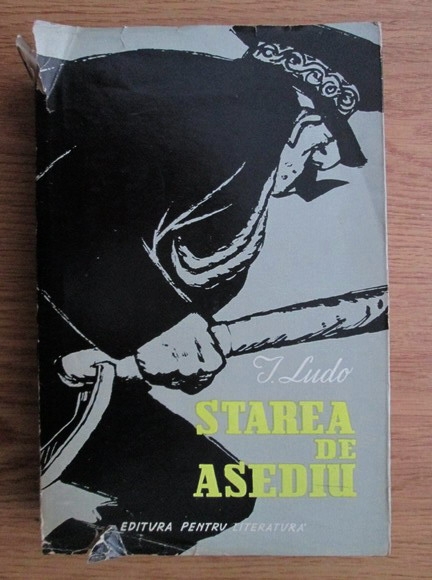 I. Ludo
STAREA
DE
ASEDIU
EDITURA PENTRU LITERATURĂ